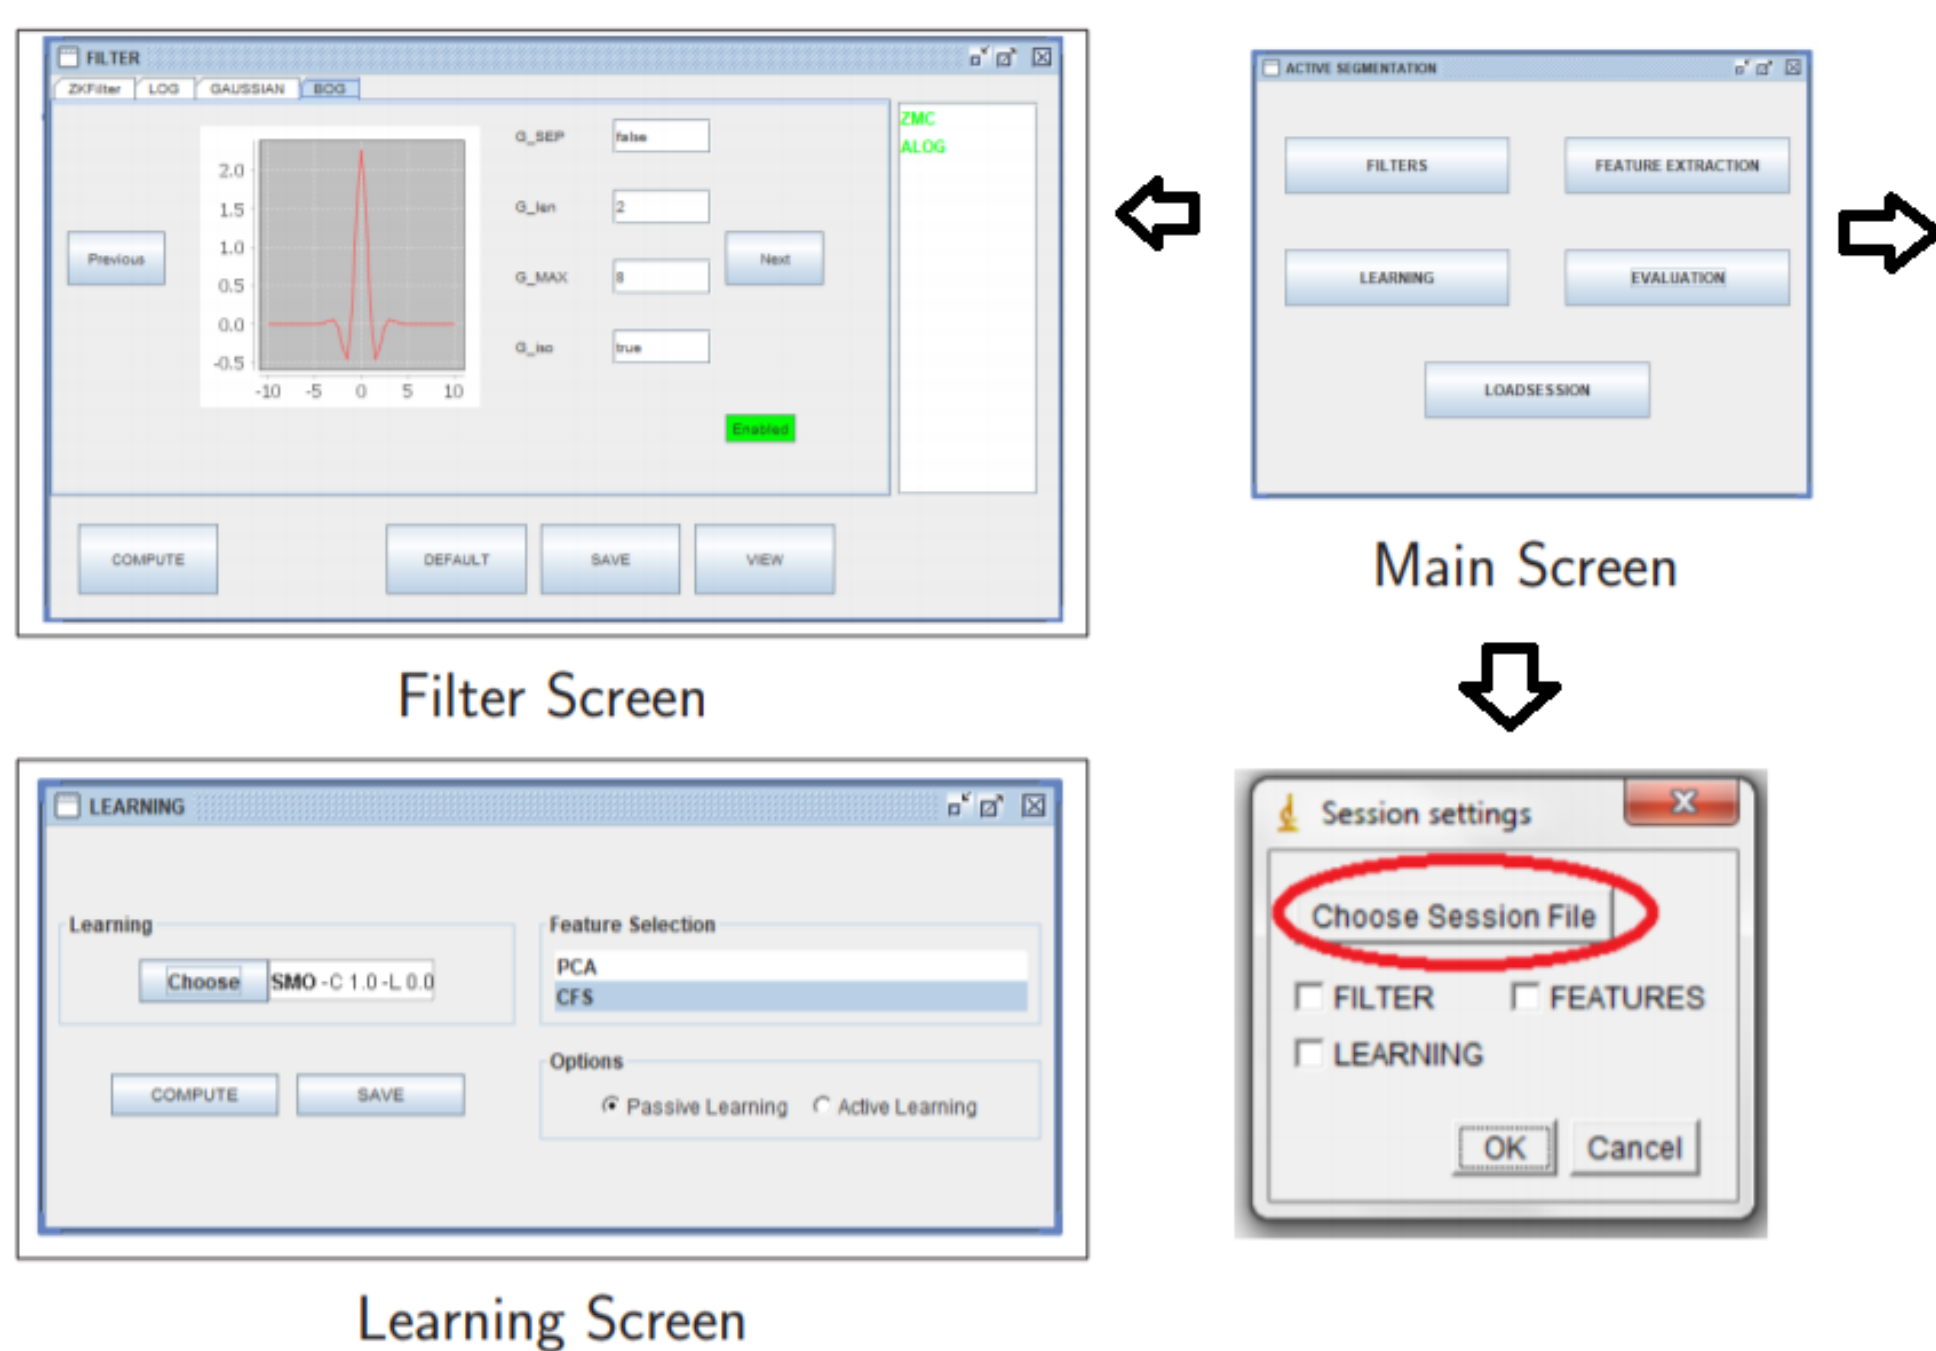 FILTER
ZKFilter LOG GAUSSIAN BOG
ZMC
ALOG
2.0
1.5
1.0
0.5
0.0
-0.5
-10 -5 0 5 10
Previous
G_SEP false
G_len 2
G_MAX 8
G_iso true
Next
Enabled
COMPUTE DEFAULT SAVE VIEW
Filter Screen
ACTIVE SEGMENTATION
FILTERS FEATURE EXTRACTION
LEARNING EVALUATION
LOADSESSION
Main Screen
LEARNING
Learning
Choose SMO -C 1.0 -L 0.0
COMPUTE SAVE
Feature Selection
PCA
CFS
Options
Passive Learning Active Learning
Learning Screen
Session settings
Choose Session File
FILTER FEATURES
LEARNING
OK Cancel